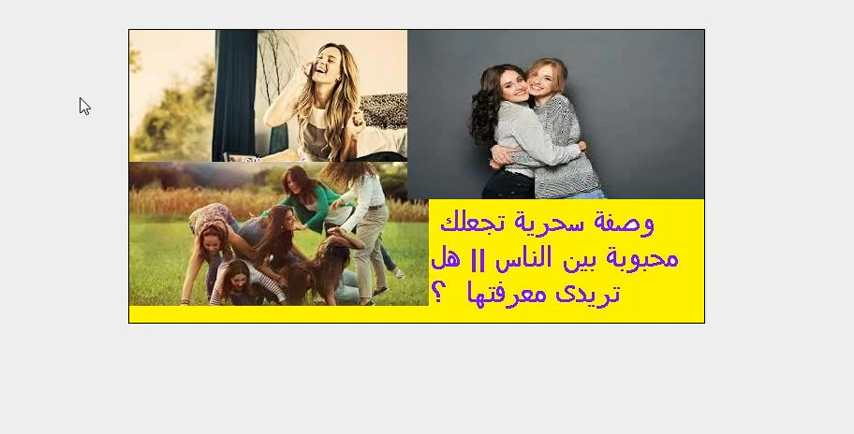 وصفة سحرية تجعلك
محبوبة بين الناس || هل
تريدى معرفتها ؟